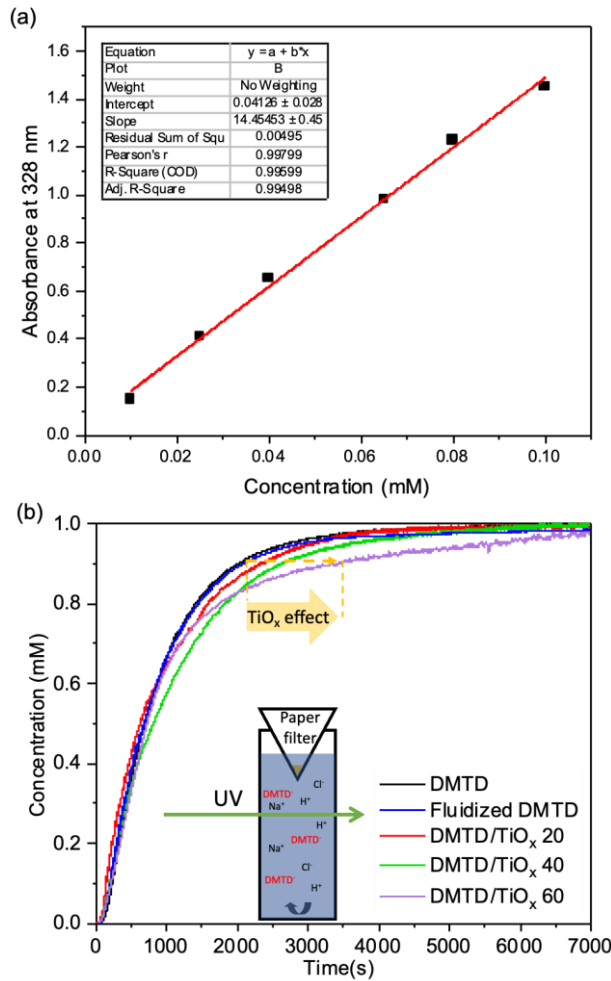 (a)
Equation y = a + b*x
Plot B
Weight No Weighting
Intercept 0.04126 ± 0.028
Slope 14.45453 ± 0.45
Residual Sum of Squ 0.00495
Pearson's r 0.99799
R-Square (COD) 0.99599
Adj. R-Square 0.99498
Absorbance at 328 nm
1.6
1.4
1.2
1.0
0.8
0.6
0.4
0.2
0.0
0.00 0.02 0.04 0.06 0.08 0.10
Concentration (mM)
(b)
Concentration (mM)
1.0
0.8
0.6
0.4
0.2
0.0
TiOₓ effect
Paper
filter
UV
DMTD⁻ Cl⁻
Na⁺ H⁺
H⁺
Na⁺ DMTD⁻
Cl⁻
DMTD⁻ H⁺
DMTD
Fluidized DMTD
DMTD/TiOₓ 20
DMTD/TiOₓ 40
DMTD/TiOₓ 60
0 1000 2000 3000 4000 5000 6000 7000
Time(s)